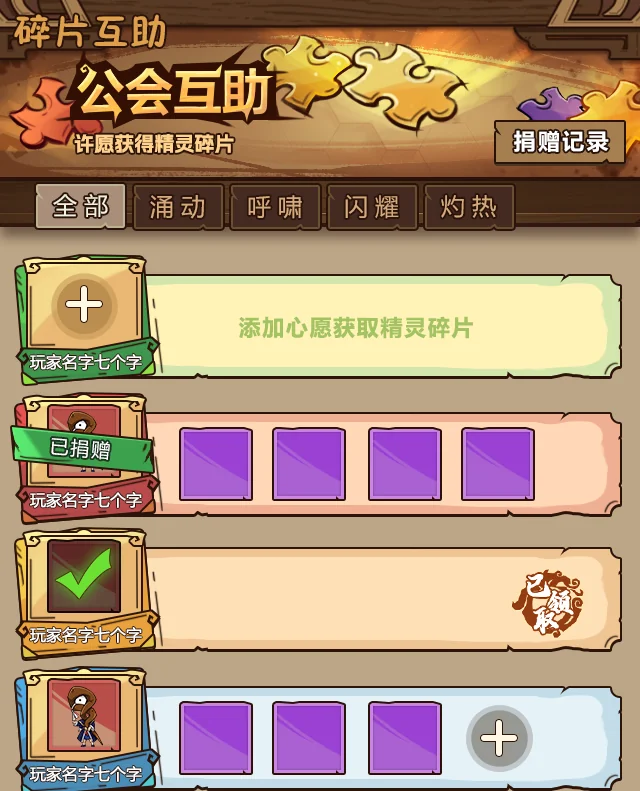 碎片互助
公会互助
许愿获得精灵碎片
捐赠记录
全部 涌动 呼啸 闪耀 灼热
添加心愿获取精灵碎片
玩家名字七个字
已捐赠
玩家名字七个字
已领取
玩家名字七个字
玩家名字七个字